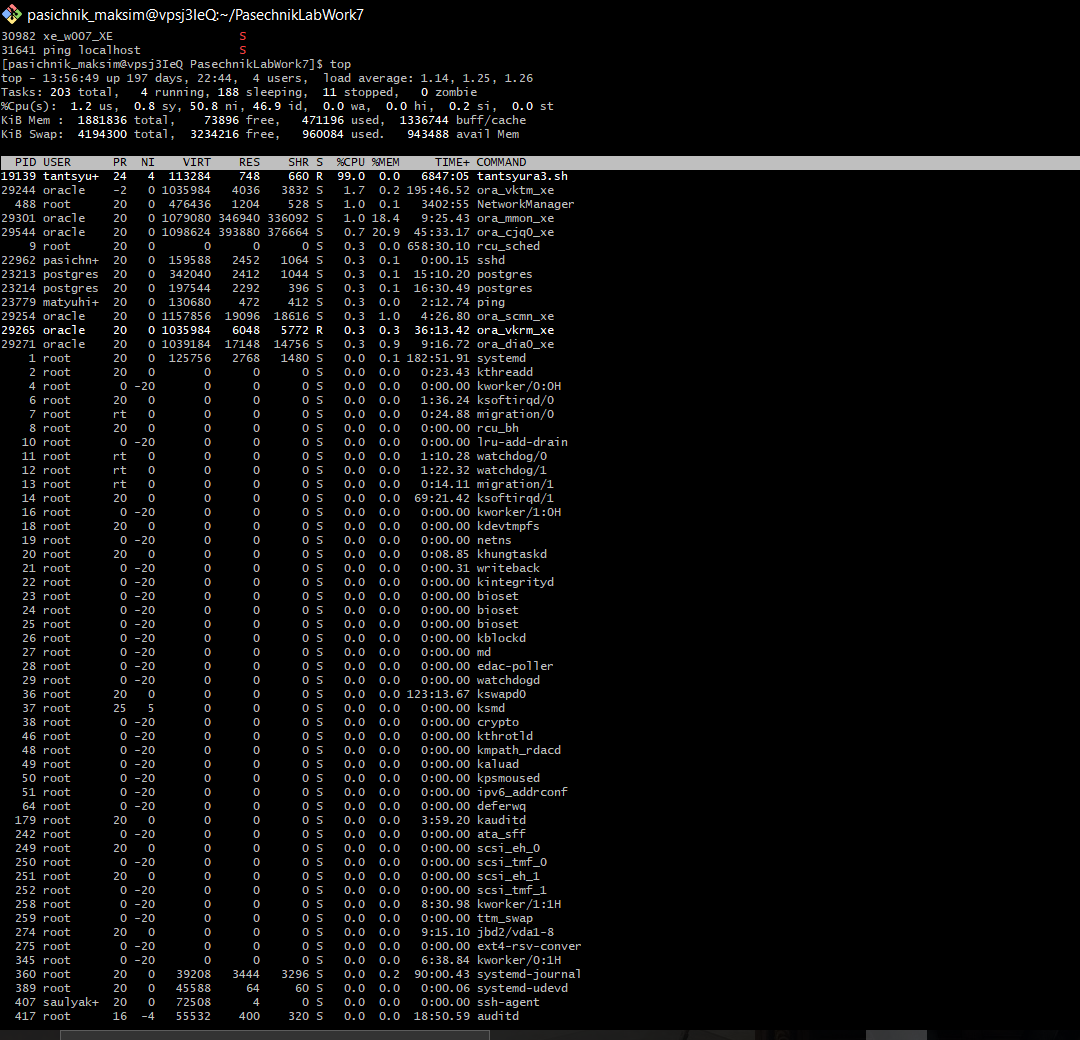 pasichnik_maksim@vpsj3IeQ:~/PasechnikLabWork7
30982 xe_w007_XE S
31641 ping localhost S
[pasichnik_maksim@vpsj3IeQ PasechnikLabWork7]$ top
top - 13:56:49 up 197 days, 22:44, 4 users, load average: 1.14, 1.25, 1.26
Tasks: 203 total, 4 running, 188 sleeping, 11 stopped, 0 zombie
%Cpu(s): 1.2 us, 0.8 sy, 50.8 ni, 46.9 id, 0.0 wa, 0.0 hi, 0.2 si, 0.0 st
KiB Mem : 1881836 total, 73896 free, 471196 used, 1336744 buff/cache
KiB Swap: 4194300 total, 3234216 free, 960084 used. 943488 avail Mem
PID USER PR NI VIRT RES SHR S %CPU %MEM TIME+ COMMAND
19139 tantsyu+ 24 4 113284 748 660 R 99.0 0.0 6847:05 tantsyura3.sh
29244 oracle -2 0 1035984 4036 3832 S 1.7 0.2 195:46.52 ora_vktm_xe
488 root 20 0 476436 1204 528 S 1.0 0.1 3402:55 NetworkManager
29301 oracle 20 0 1079080 346940 336092 S 1.0 18.4 9:25.43 ora_mmon_xe
29544 oracle 20 0 1098624 393880 376664 S 0.7 20.9 45:33.17 ora_cjq0_xe
9 root 20 0 0 0 0 S 0.3 0.0 658:30.10 rcu_sched
22962 pasichn+ 20 0 159588 2452 1064 S 0.3 0.1 0:00.15 sshd
23213 postgres 20 0 342040 2412 1044 S 0.3 0.1 15:10.20 postgres
23214 postgres 20 0 197544 2292 396 S 0.3 0.1 16:30.49 postgres
23779 matyuhi+ 20 0 130680 472 412 S 0.3 0.0 2:12.74 ping
29254 oracle 20 0 1157856 19096 18616 S 0.3 1.0 4:26.80 ora_scmn_xe
29265 oracle 20 0 1035984 6048 5772 R 0.3 0.3 36:13.42 ora_vkrm_xe
29271 oracle 20 0 1039184 17148 14756 S 0.3 0.9 9:16.72 ora_dia0_xe
1 root 20 0 125756 2768 1480 S 0.0 0.1 182:51.91 systemd
2 root 20 0 0 0 0 S 0.0 0.0 0:23.43 kthreadd
4 root 0 -20 0 0 0 S 0.0 0.0 0:00.00 kworker/0:0H
6 root 20 0 0 0 0 S 0.0 0.0 1:36.24 ksoftirqd/0
7 root rt 0 0 0 0 S 0.0 0.0 0:24.88 migration/0
8 root 20 0 0 0 0 S 0.0 0.0 0:00.00 rcu_bh
10 root 0 -20 0 0 0 S 0.0 0.0 0:00.00 lru-add-drain
11 root rt 0 0 0 0 S 0.0 0.0 1:10.28 watchdog/0
12 root rt 0 0 0 0 S 0.0 0.0 1:22.32 watchdog/1
13 root rt 0 0 0 0 S 0.0 0.0 0:14.11 migration/1
14 root 20 0 0 0 0 S 0.0 0.0 69:21.42 ksoftirqd/1
16 root 0 -20 0 0 0 S 0.0 0.0 0:00.00 kworker/1:0H
18 root 20 0 0 0 0 S 0.0 0.0 0:00.00 kdevtmpfs
19 root 0 -20 0 0 0 S 0.0 0.0 0:00.00 netns
20 root 20 0 0 0 0 S 0.0 0.0 0:08.85 khungtaskd
21 root 0 -20 0 0 0 S 0.0 0.0 0:00.31 writeback
22 root 0 -20 0 0 0 S 0.0 0.0 0:00.00 kintegrityd
23 root 0 -20 0 0 0 S 0.0 0.0 0:00.00 bioset
24 root 0 -20 0 0 0 S 0.0 0.0 0:00.00 bioset
25 root 0 -20 0 0 0 S 0.0 0.0 0:00.00 bioset
26 root 0 -20 0 0 0 S 0.0 0.0 0:00.00 kblockd
27 root 0 -20 0 0 0 S 0.0 0.0 0:00.00 md
28 root 0 -20 0 0 0 S 0.0 0.0 0:00.00 edac-poller
29 root 0 -20 0 0 0 S 0.0 0.0 0:00.00 watchdogd
36 root 20 0 0 0 0 S 0.0 0.0 123:13.67 kswapd0
37 root 25 5 0 0 0 S 0.0 0.0 0:00.00 ksmd
38 root 0 -20 0 0 0 S 0.0 0.0 0:00.00 crypto
46 root 0 -20 0 0 0 S 0.0 0.0 0:00.00 kthrotld
48 root 0 -20 0 0 0 S 0.0 0.0 0:00.00 kmpath_rdacd
49 root 0 -20 0 0 0 S 0.0 0.0 0:00.00 kaluad
50 root 0 -20 0 0 0 S 0.0 0.0 0:00.00 kpsmoused
51 root 0 -20 0 0 0 S 0.0 0.0 0:00.00 ipv6_addrconf
64 root 0 -20 0 0 0 S 0.0 0.0 0:00.00 deferwq
179 root 20 0 0 0 0 S 0.0 0.0 3:59.20 kauditd
242 root 0 -20 0 0 0 S 0.0 0.0 0:00.00 ata_sff
249 root 20 0 0 0 0 S 0.0 0.0 0:00.00 scsi_eh_0
250 root 0 -20 0 0 0 S 0.0 0.0 0:00.00 scsi_tmf_0
251 root 20 0 0 0 0 S 0.0 0.0 0:00.00 scsi_eh_1
252 root 0 -20 0 0 0 S 0.0 0.0 0:00.00 scsi_tmf_1
258 root 0 -20 0 0 0 S 0.0 0.0 8:30.98 kworker/1:1H
259 root 0 -20 0 0 0 S 0.0 0.0 0:00.00 ttm_swap
274 root 20 0 0 0 0 S 0.0 0.0 9:15.10 jbd2/vda1-8
275 root 0 -20 0 0 0 S 0.0 0.0 0:00.00 ext4-rsv-conver
345 root 0 -20 0 0 0 S 0.0 0.0 6:38.84 kworker/0:1H
360 root 20 0 39208 3444 3296 S 0.0 0.2 90:00.43 systemd-journal
389 root 20 0 45588 64 60 S 0.0 0.0 0:00.06 systemd-udevd
407 saulyak+ 20 0 72508 4 0 S 0.0 0.0 0:00.00 ssh-agent
417 root 16 -4 55532 400 320 S 0.0 0.0 18:50.59 auditd